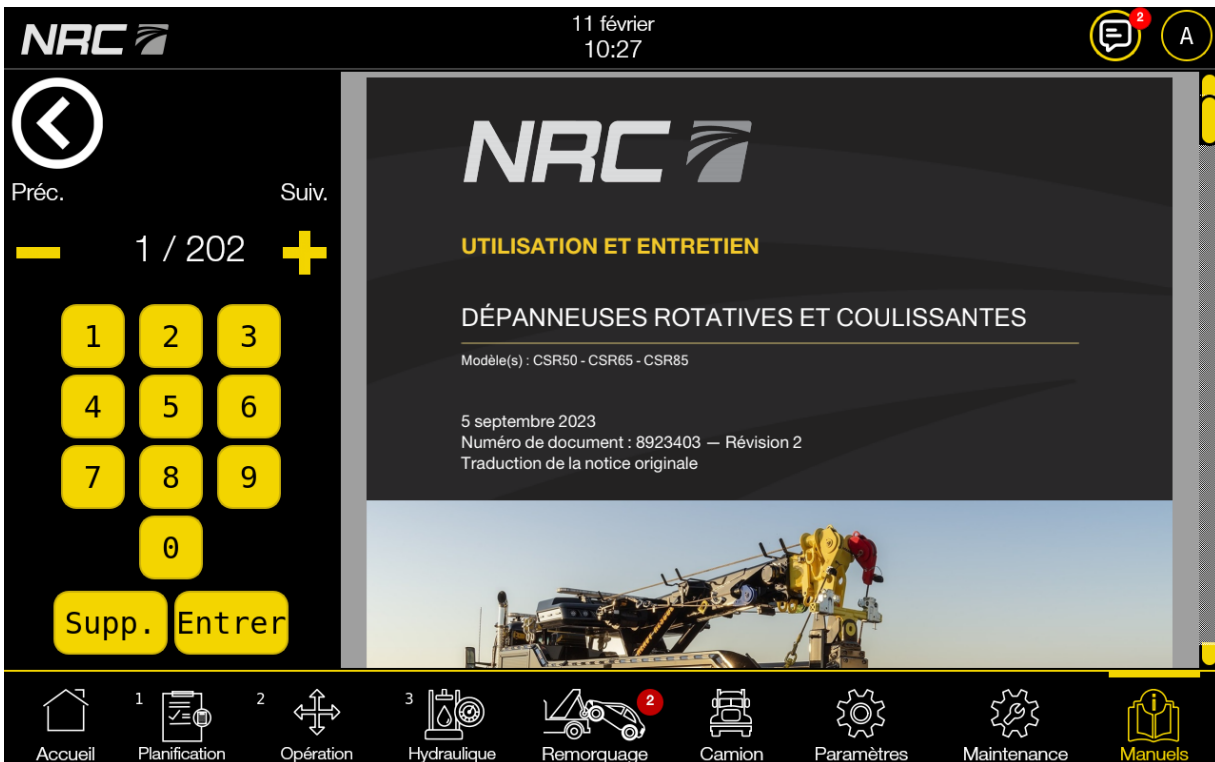 NRC
11 février
10:27
2
A
Préc.
Suiv.
1 / 202
1
2
3
4
5
6
7
8
9
0
Supp.
Entrer
NRC
UTILISATION ET ENTRETIEN
DÉPANNEUSES ROTATIVES ET COULISSANTES
Modèle(s) : CSR50 - CSR65 - CSR85
5 septembre 2023
Numéro de document : 8923403 — Révision 2
Traduction de la notice originale
Accueil
1
Planification
2
Opération
3
Hydraulique
2
Remorquage
Camion
Paramètres
Maintenance
Manuels